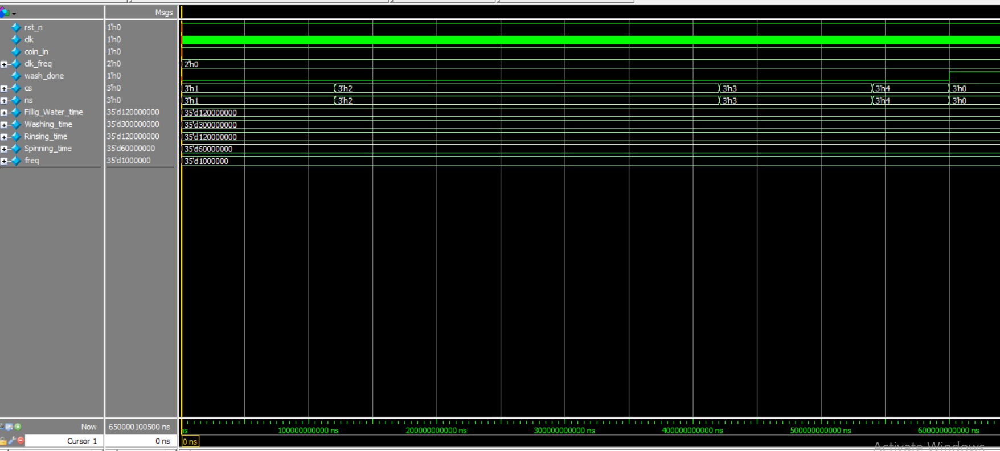 Msgs
rst_n 1'h0
clk 1'h0
coin_in 1'h0
clk_freq 2'h0 2'h0
wash_done 1'h0
cs 3'h0 3'h1 3'h2 3'h3 3'h4 3'h0
ns 3'h0 3'h1 3'h2 3'h3 3'h4 3'h0
Fillig_Water_time 35'd120000000 35'd120000000
Washing_time 35'd300000000 35'd300000000
Rinsing_time 35'd120000000 35'd120000000
Spinning_time 35'd60000000 35'd60000000
freq 35'd1000000 35'd1000000
Now 650000100500 ns ns 100000000000 ns 200000000000 ns 300000000000 ns 400000000000 ns 500000000000 ns 600000000000 ns
Cursor 1 0 ns 0 ns
Activate Windows